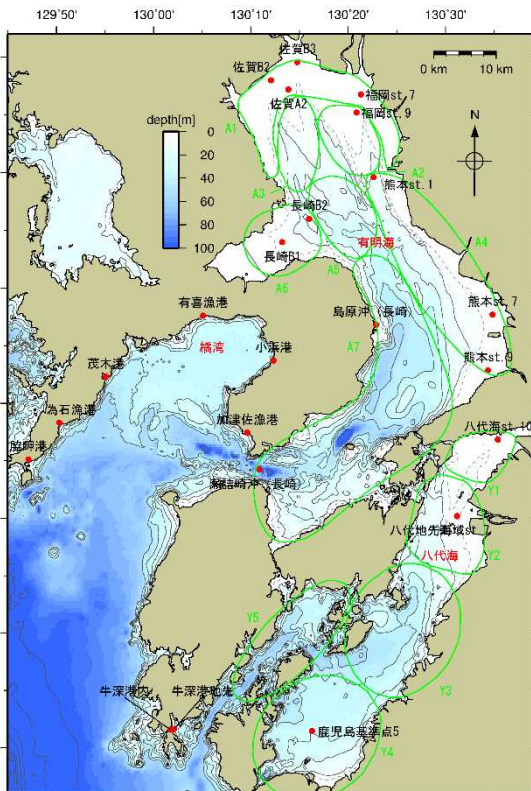 129°50'
130°00'
130°10'
130°20'
130°30'
佐賀B3
0 km
10 km
佐賀B2
佐賀A2
福岡st.7
福岡st.9
depth[m]
0
20
40
60
80
100
N
A1
A2
A3
熊本st.1
長崎B2
有明海
A4
長崎B1
A5
A6
有喜漁港
島原沖（長崎）
熊本st.7
橘湾
小浜港
A7
茂木港
熊本st.9
為石漁港
加津佐漁港
八代海st.10
脇岬港
（長崎）
Y1
八代地先海域st.7
八代海
Y2
Y5
Y3
牛深港内
牛深港地先
鹿児島基準点5
Y4